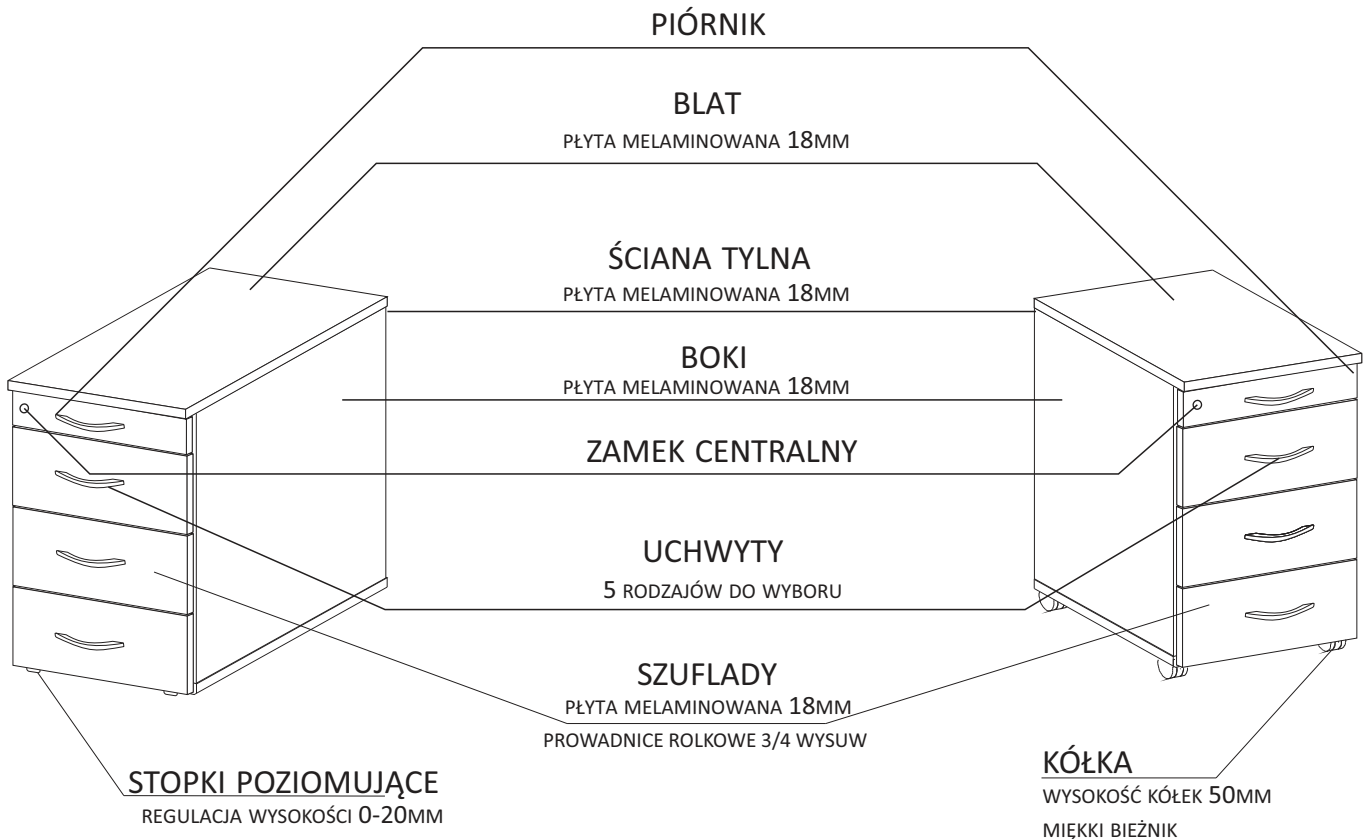 PIÓRNIK
BLAT
PŁYTA MELAMINOWANA 18MM
ŚCIANA TYLNA
PŁYTA MELAMINOWANA 18MM
BOKI
PŁYTA MELAMINOWANA 18MM
ZAMEK CENTRALNY
UCHWYTY
5 RODZAJÓW DO WYBORU
SZUFLADY
PŁYTA MELAMINOWANA 18MM
PROWADNICE ROLKOWE 3/4 WYSUW
STOPKI POZIOMUJĄCE
REGULACJA WYSOKOŚCI 0-20MM
KÓŁKA
WYSOKOŚĆ KÓŁEK 50MM
MIĘKKI BIEŻNIK